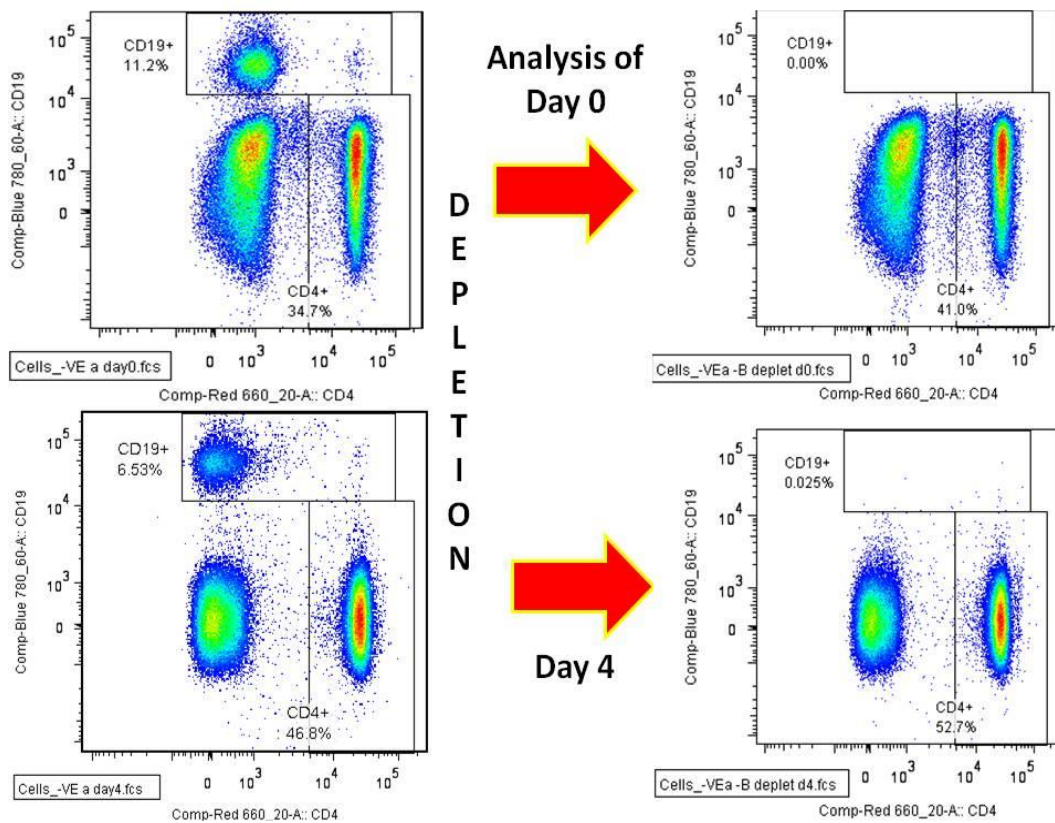 10⁵
CD19+
11.2%
10⁴
10³
0
CD4+
34.7%
0 10³ 10⁴ 10⁵
Comp-Blue 780_60-A:: CD19
Cells_-VE a day0.fcs
Comp-Red 660_20-A:: CD4
Analysis of
Day 0
10⁵
CD19+
0.00%
10⁴
10³
0
CD4+
41.0%
0 10³ 10⁴ 10⁵
Comp-Blue 780_60-A:: CD19
Cells_-VEa -B deplet d0.fcs
Comp-Red 660_20-A:: CD4
D
E
P
L
E
T
I
O
N
10⁵
CD19+
6.53%
10⁴
10³
0
CD4+
46.8%
0 10³ 10⁴ 10⁵
Comp-Blue 780_60-A:: CD19
Cells_-VE a day4.fcs
Comp-Red 660_20-A:: CD4
Day 4
10⁵
CD19+
0.025%
10⁴
10³
0
CD4+
52.7%
0 10³ 10⁴ 10⁵
Comp-Blue 780_60-A:: CD19
Cells_-VEa -B deplet d4.fcs
Comp-Red 660_20-A:: CD4